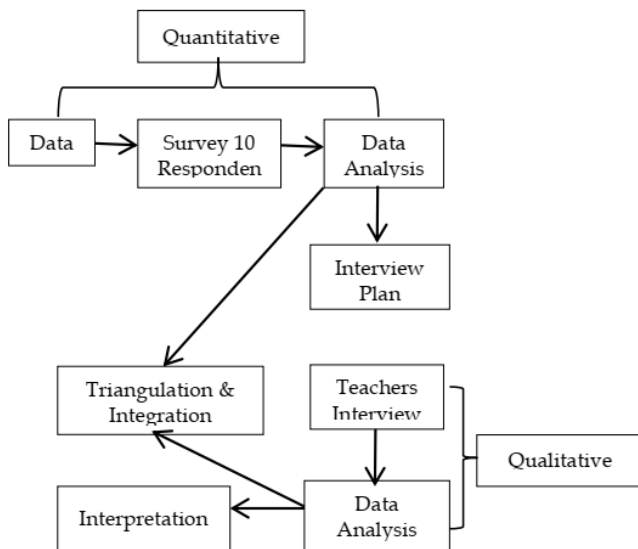 Quantitative
Data
Survey 10
Responden
Data
Analysis
Interview
Plan
Triangulation &
Integration
Teachers
Interview
Qualitative
Interpretation
Data
Analysis